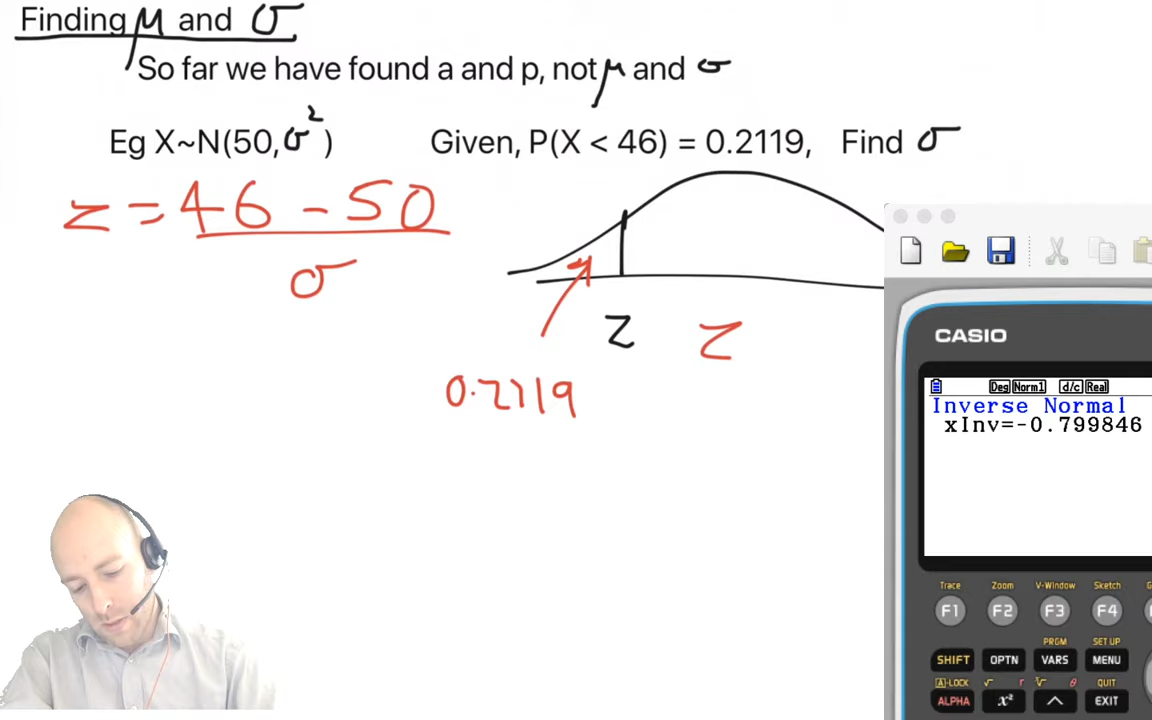 Finding μ and σ
So far we have found a and p, not μ and σ
Eg X~N(50, σ²) Given, P(X < 46) = 0.2119, Find σ
z = 46 - 50
σ
z z
0.2119
CASIO
Deg Norm1 d/c Real
Inverse Normal
xInv=-0.799846
Trace Zoom V-Window Sketch
F1 F2 F3 F4
PRGM SET UP
SHIFT OPTN VARS MENU
A-LOCK √ r ∛ θ QUIT
ALPHA x² ^ EXIT